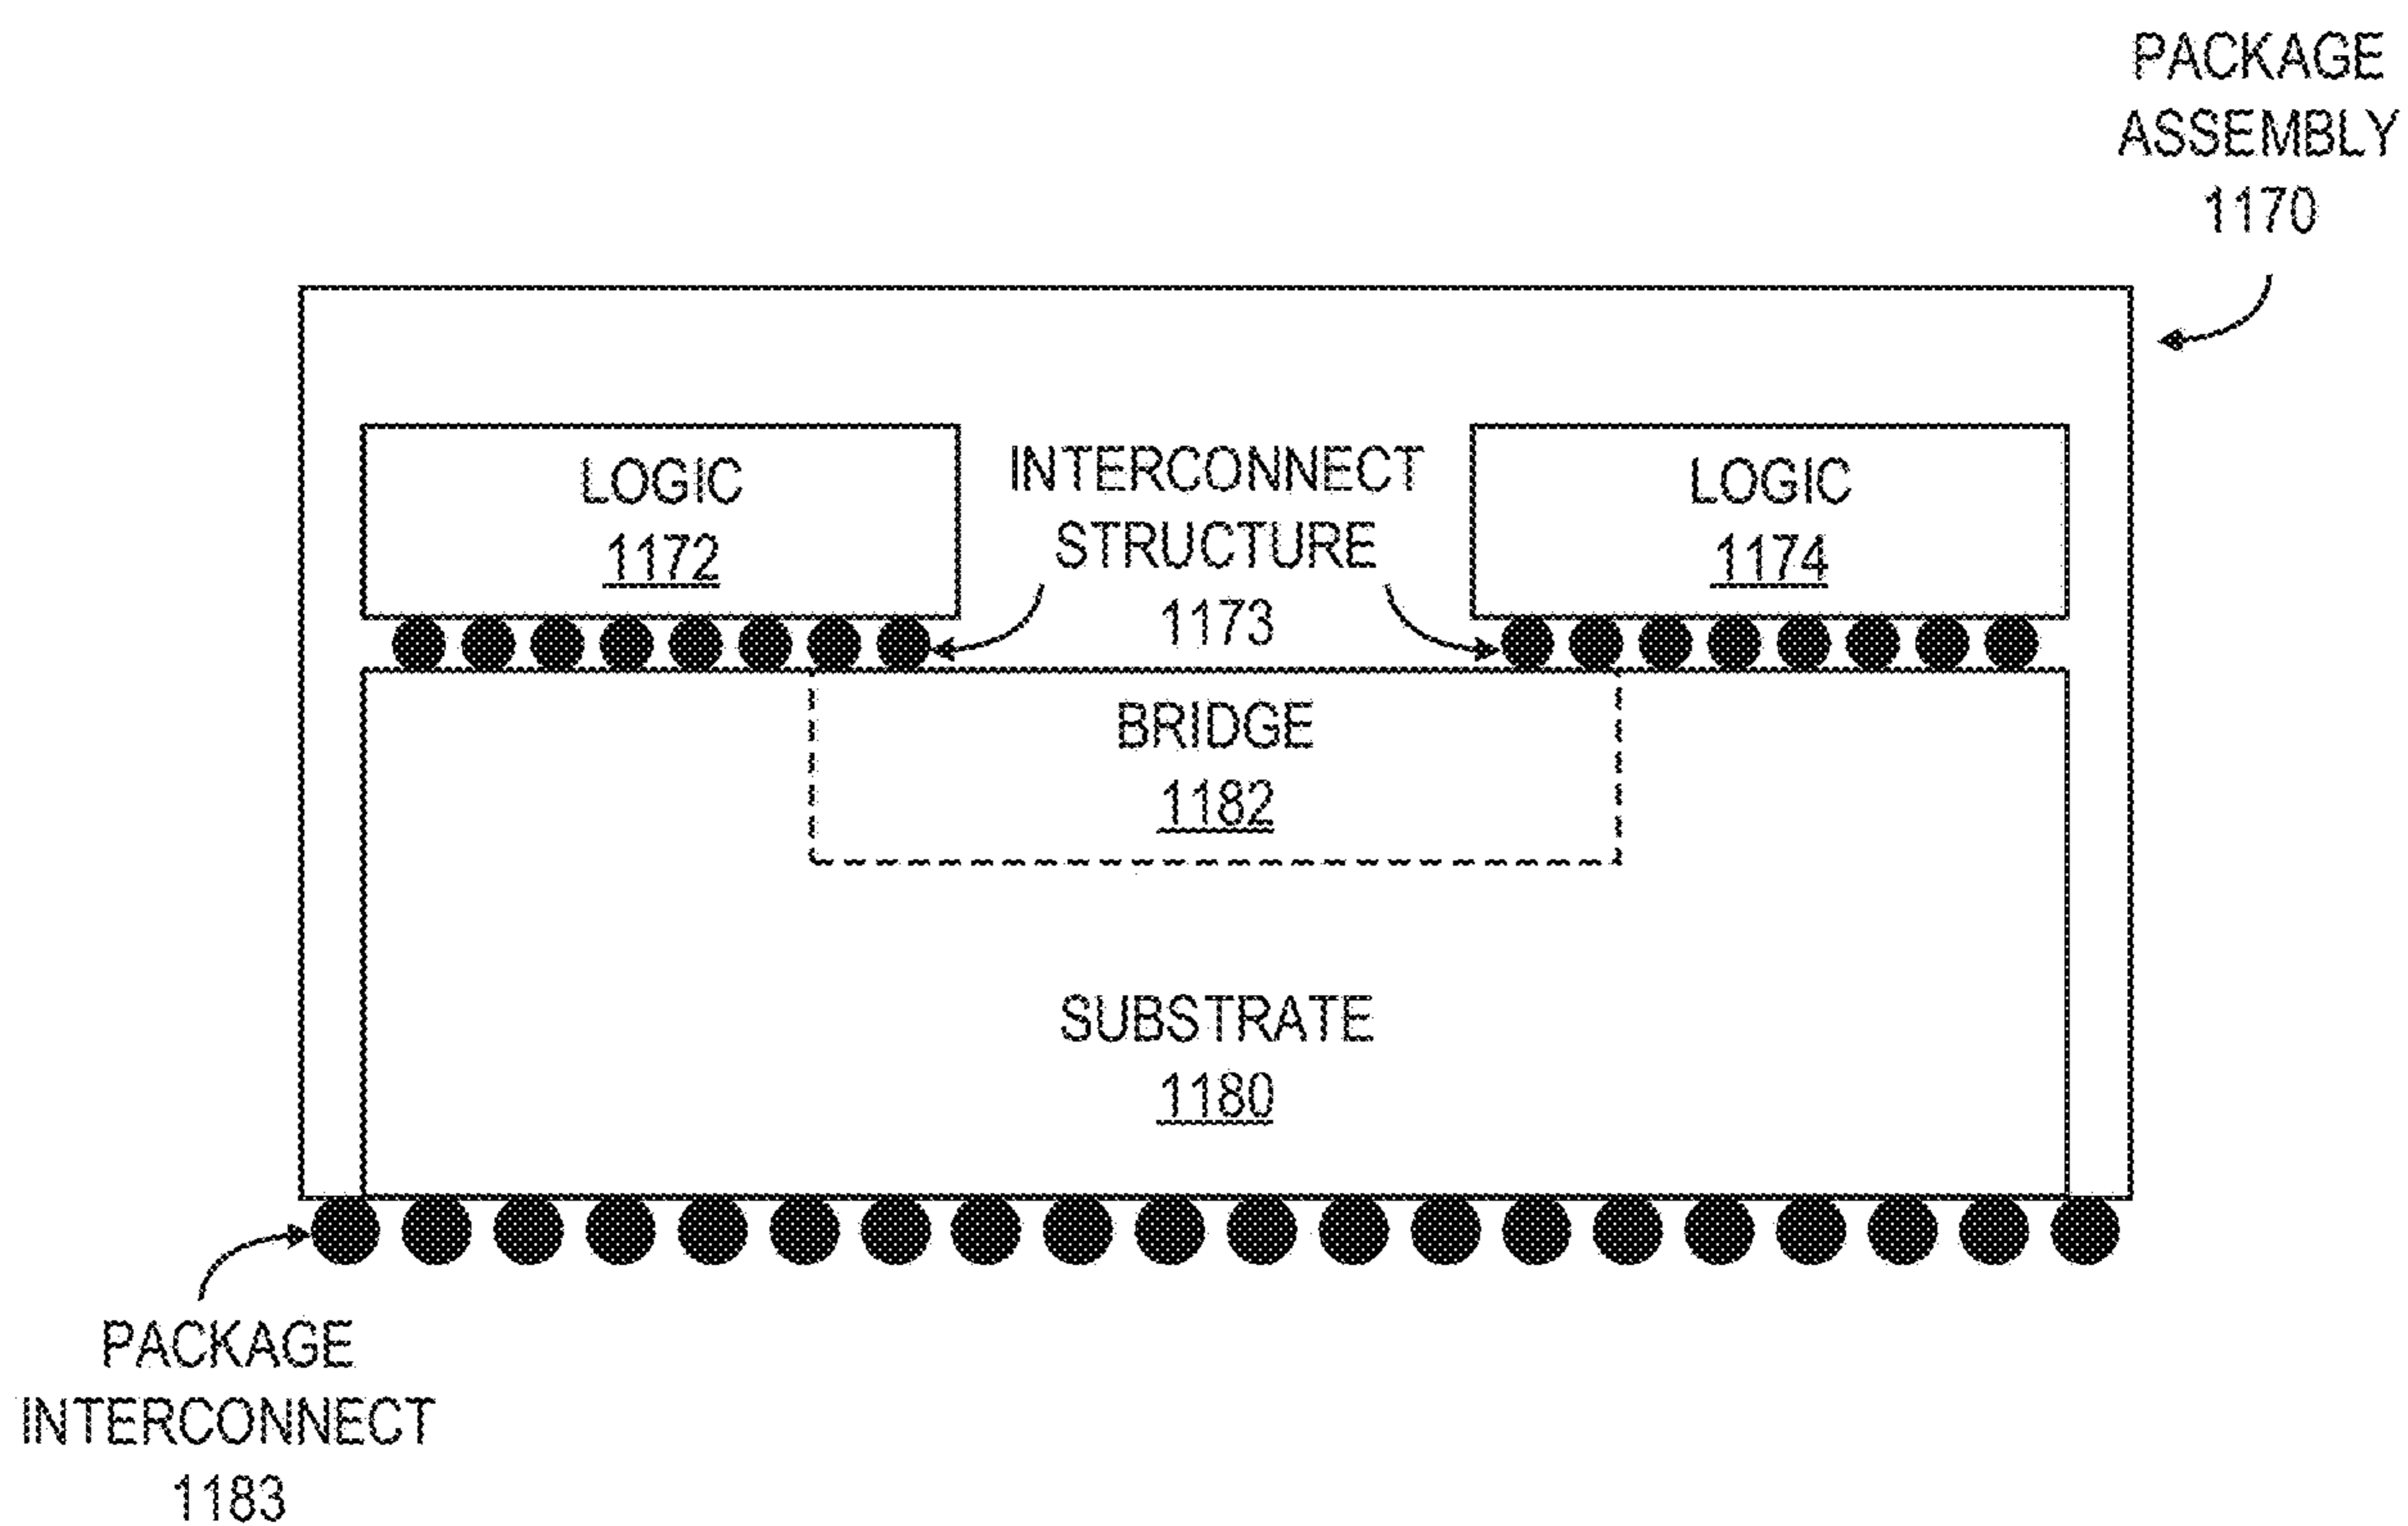 PACKAGE
ASSEMBLY
1170
LOGIC
1172
INTERCONNECT
STRUCTURE
1173
LOGIC
1174
BRIDGE
1182
SUBSTRATE
1180
PACKAGE
INTERCONNECT
1183